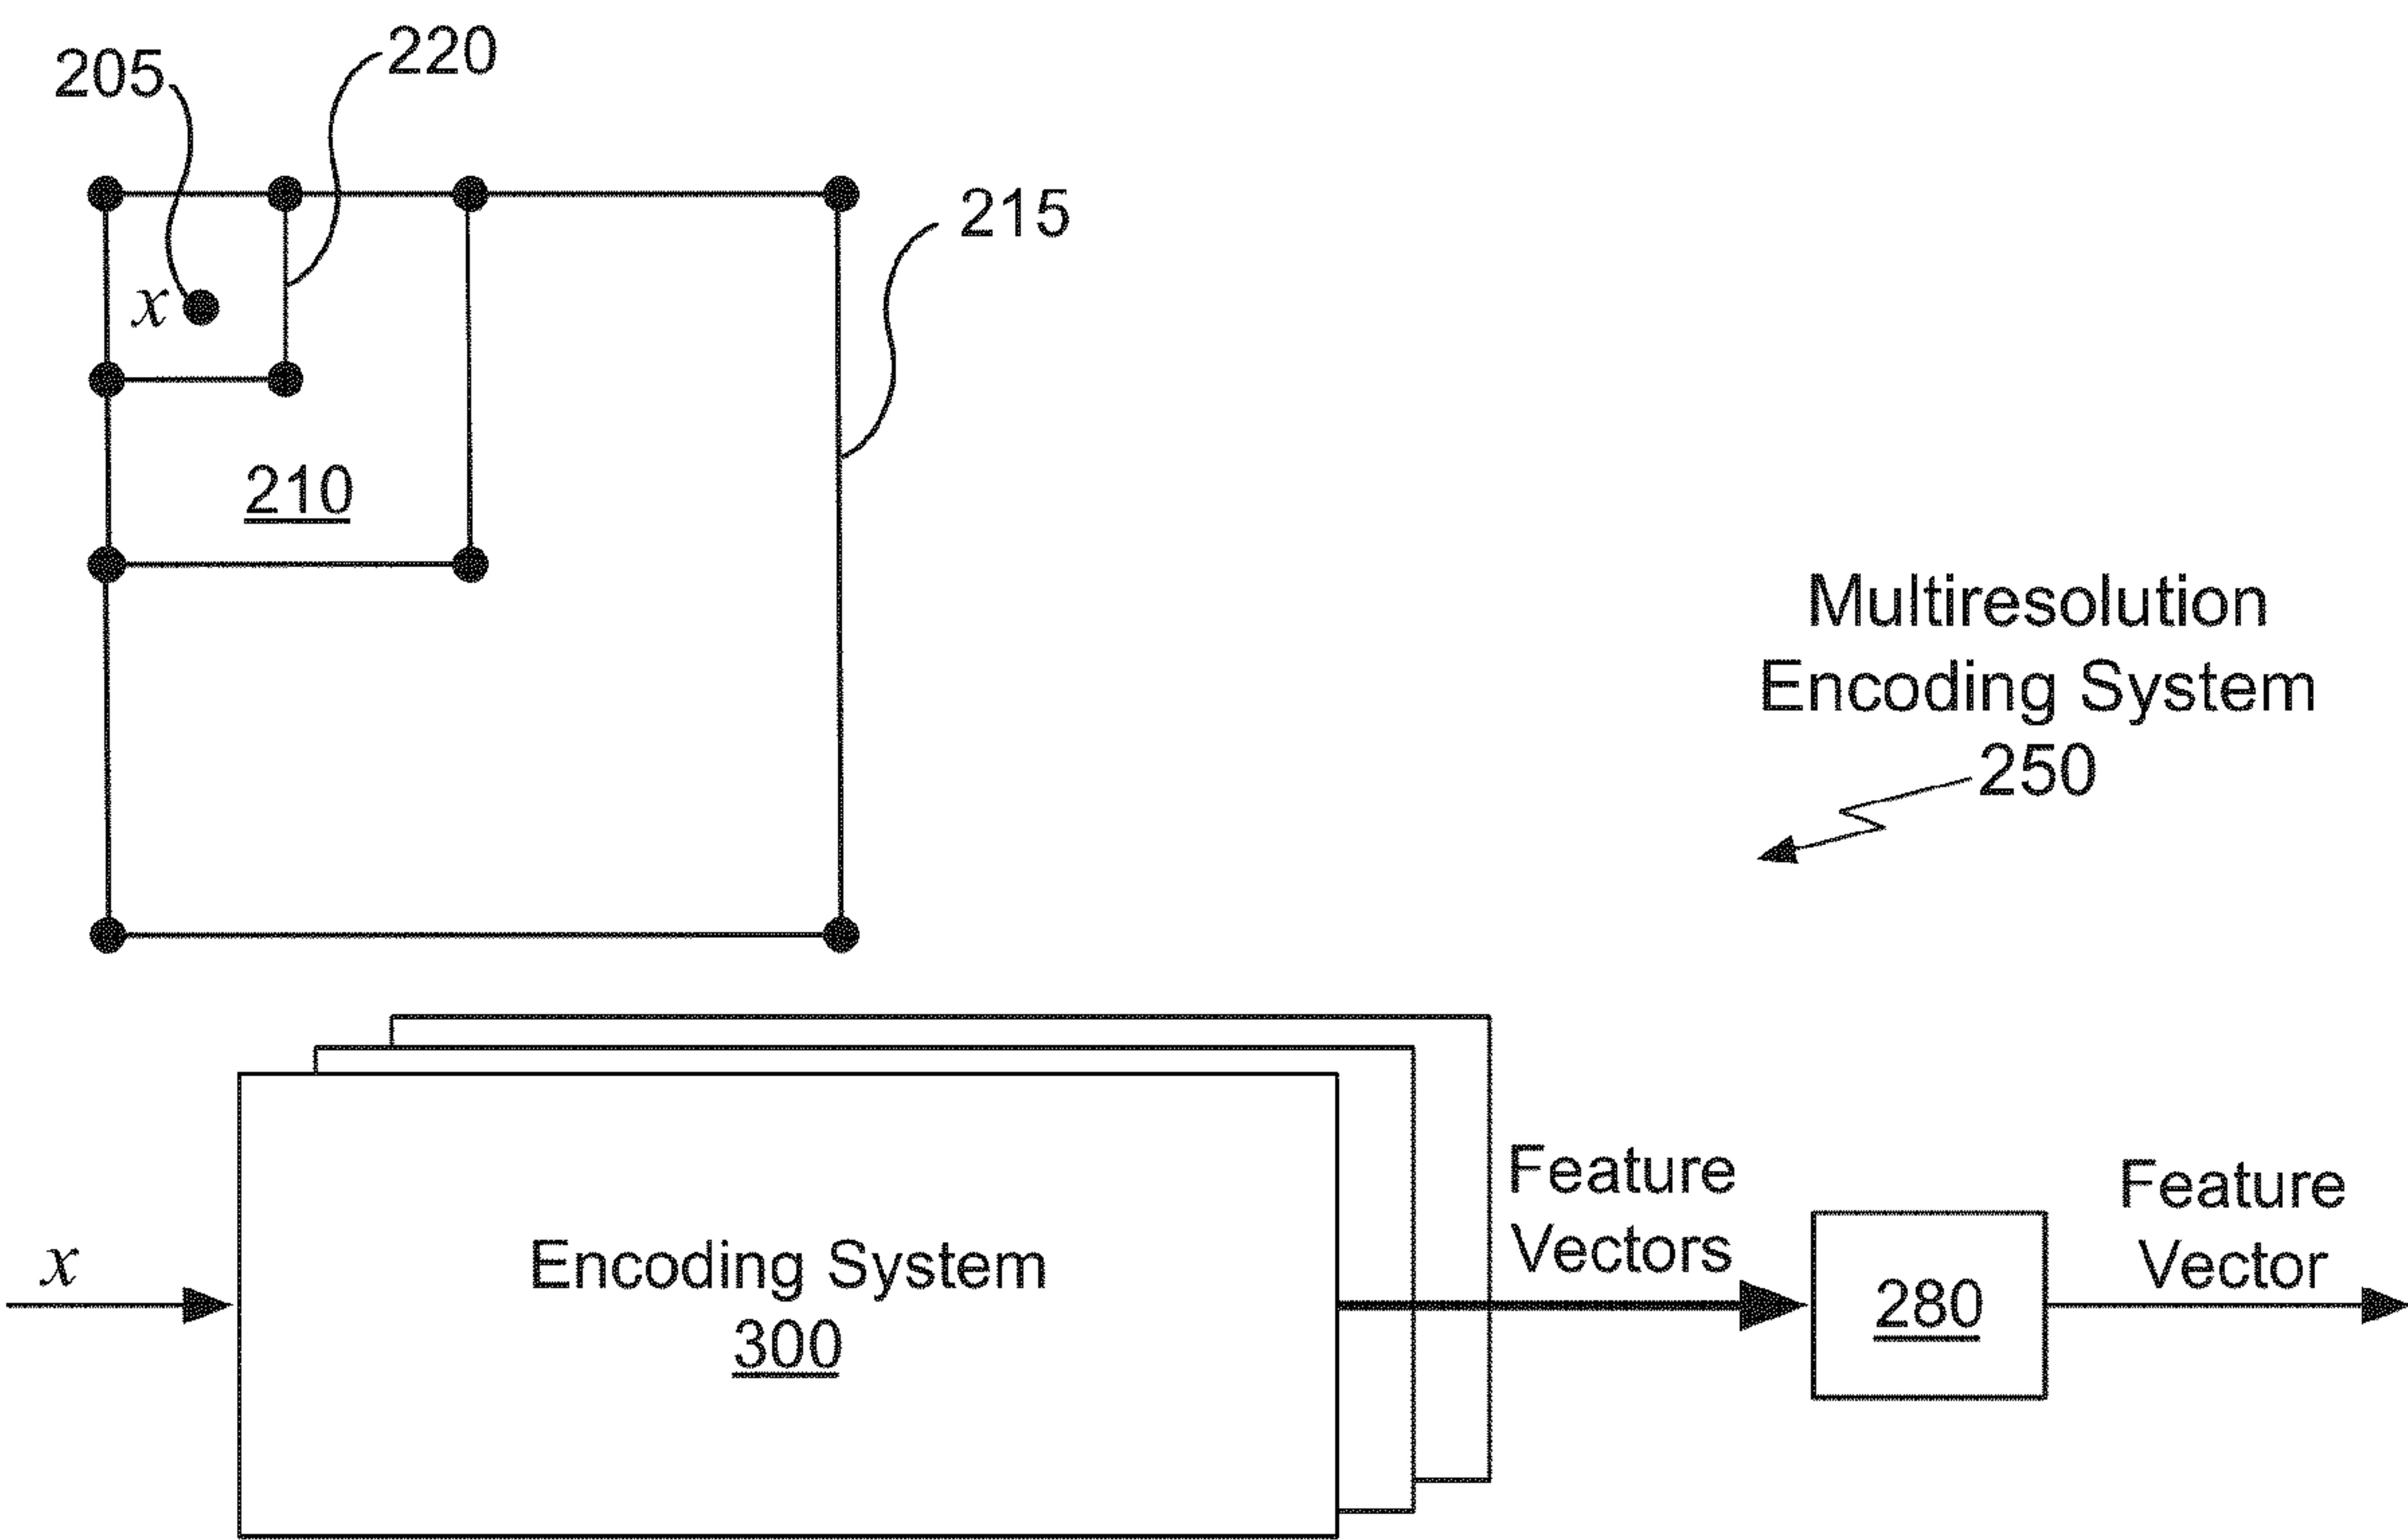 220
205
215
x
210
Multiresolution
Encoding System
250
Feature
Vectors
Feature
Vector
x
Encoding System
300
280